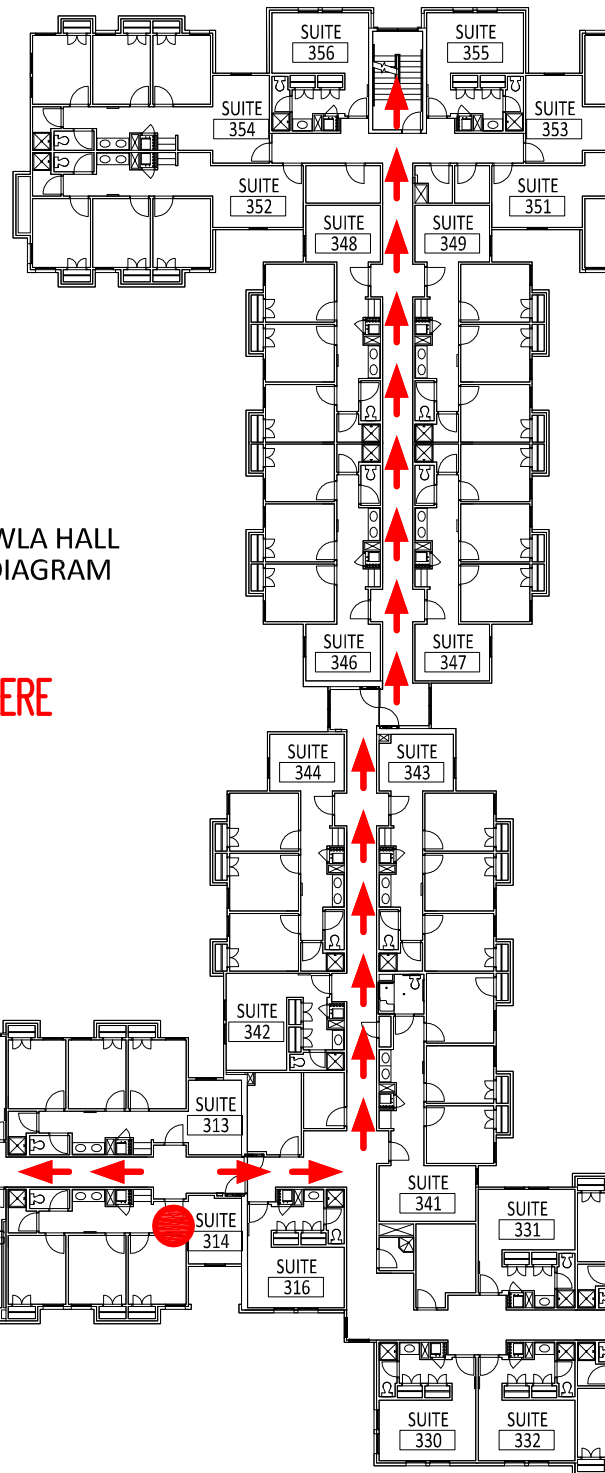 SUITE
356
SUITE
355
SUITE
354
SUITE
353
SUITE
352
SUITE
351
SUITE
348
SUITE
349
WLA HALL
DIAGRAM
SUITE
346
SUITE
347
ERE
SUITE
344
SUITE
343
SUITE
342
SUITE
313
SUITE
341
SUITE
314
SUITE
331
SUITE
316
SUITE
330
SUITE
332